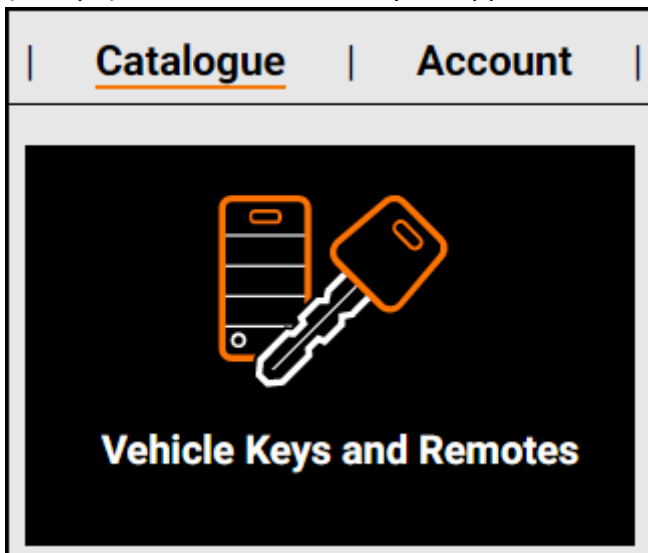 | Catalogue | Account |
Vehicle Keys and Remotes